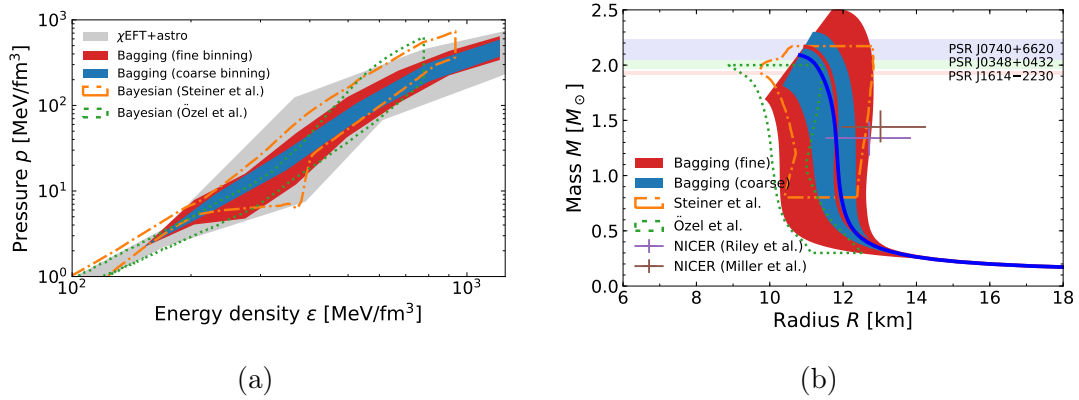 10³
10²
10¹
10⁰
10²
10³
Pressure p [MeV/fm³]
Energy density ε [MeV/fm³]
χEFT+astro
Bagging (fine binning)
Bagging (coarse binning)
Bayesian (Steiner et al.)
Bayesian (Özel et al.)
(a)
2.5
2.0
1.5
1.0
0.5
0.0
6
8
10
12
14
16
18
Mass M [M⊙]
Radius R [km]
PSR J0740+6620
PSR J0348+0432
PSR J1614−2230
Bagging (fine)
Bagging (coarse)
Steiner et al.
Özel et al.
NICER (Riley et al.)
NICER (Miller et al.)
(b)